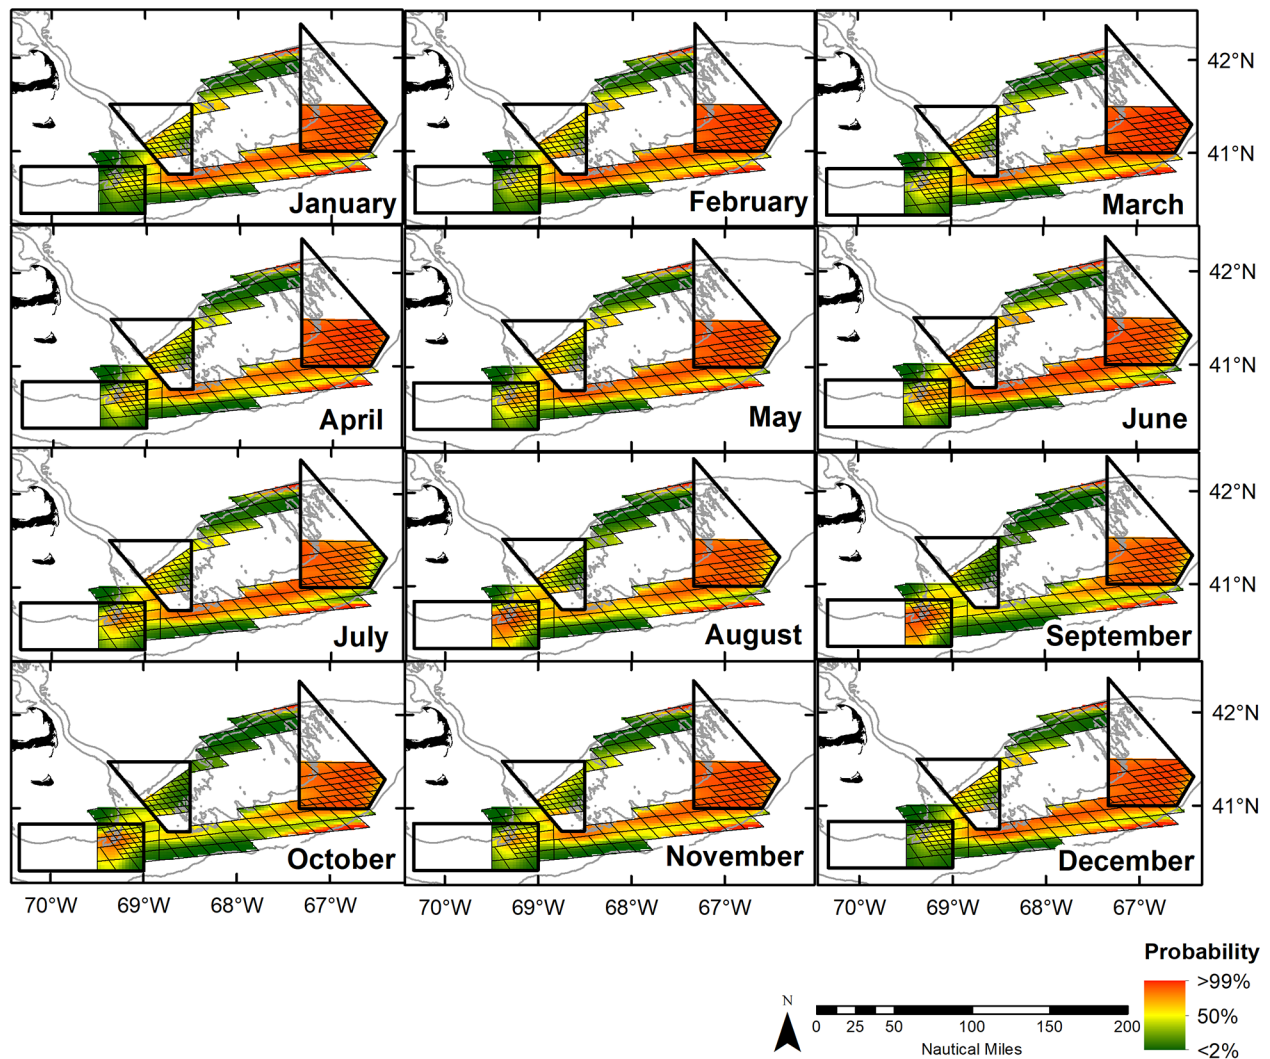 January
February
March
42°N
41°N
April
May
June
42°N
41°N
July
August
September
42°N
41°N
October
November
December
42°N
41°N
70°W 69°W 68°W 67°W 70°W 69°W 68°W 67°W 70°W 69°W 68°W 67°W
Probability
>99%
50%
<2%
N
0 25 50 100 150 200
Nautical Miles